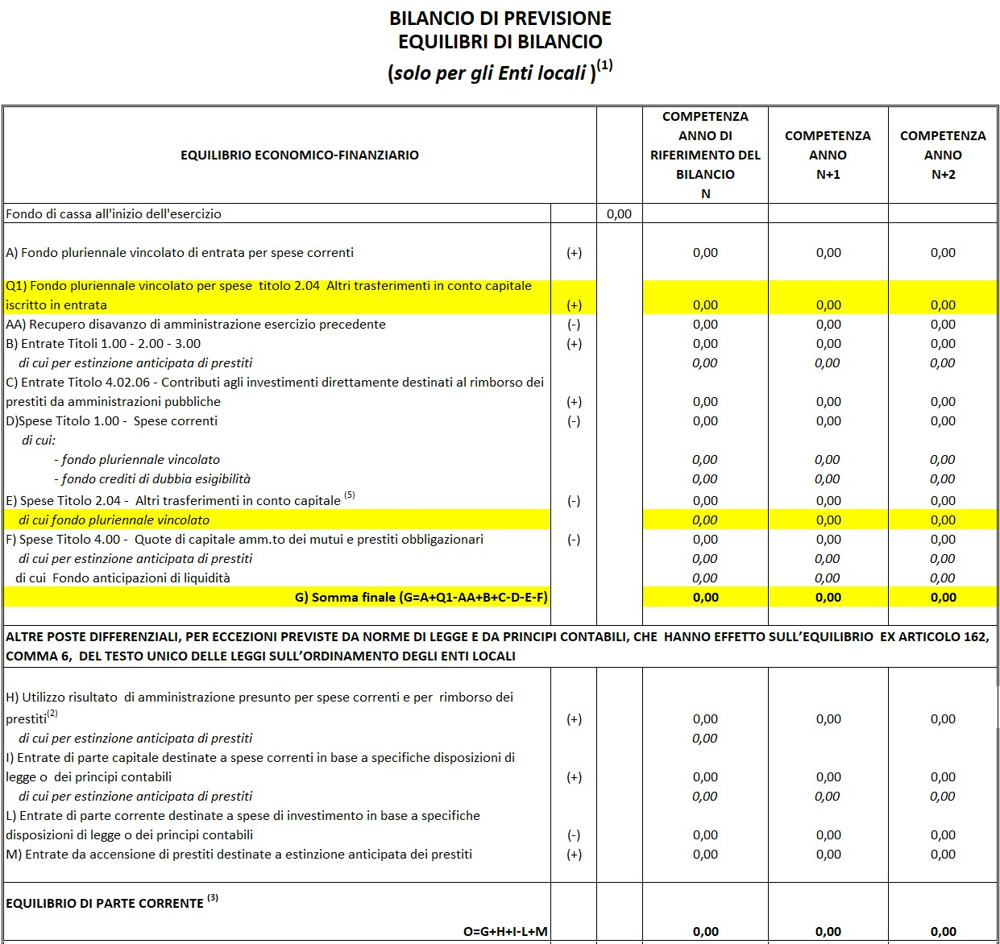 BILANCIO DI PREVISIONE
EQUILIBRI DI BILANCIO
(solo per gli Enti locali )(1)
EQUILIBRIO ECONOMICO-FINANZIARIO
COMPETENZA
ANNO DI
RIFERIMENTO DEL
BILANCIO
N
COMPETENZA
ANNO
N+1
COMPETENZA
ANNO
N+2
Fondo di cassa all'inizio dell'esercizio 0,00
A) Fondo pluriennale vincolato di entrata per spese correnti (+) 0,00 0,00 0,00
Q1) Fondo pluriennale vincolato per spese titolo 2.04 Altri trasferimenti in conto capitale
iscritto in entrata (+) 0,00 0,00 0,00
AA) Recupero disavanzo di amministrazione esercizio precedente (-) 0,00 0,00 0,00
B) Entrate Titoli 1.00 - 2.00 - 3.00 (+) 0,00 0,00 0,00
di cui per estinzione anticipata di prestiti 0,00 0,00 0,00
C) Entrate Titolo 4.02.06 - Contributi agli investimenti direttamente destinati al rimborso dei
prestiti da amministrazioni pubbliche (+) 0,00 0,00 0,00
D)Spese Titolo 1.00 - Spese correnti (-) 0,00 0,00 0,00
di cui:
- fondo pluriennale vincolato 0,00 0,00 0,00
- fondo crediti di dubbia esigibilità 0,00 0,00 0,00
E) Spese Titolo 2.04 - Altri trasferimenti in conto capitale (5) (-) 0,00 0,00 0,00
di cui fondo pluriennale vincolato 0,00 0,00 0,00
F) Spese Titolo 4.00 - Quote di capitale amm.to dei mutui e prestiti obbligazionari (-) 0,00 0,00 0,00
di cui per estinzione anticipata di prestiti 0,00 0,00 0,00
di cui Fondo anticipazioni di liquidità 0,00 0,00 0,00
G) Somma finale (G=A+Q1-AA+B+C-D-E-F) 0,00 0,00 0,00
ALTRE POSTE DIFFERENZIALI, PER ECCEZIONI PREVISTE DA NORME DI LEGGE E DA PRINCIPI CONTABILI, CHE HANNO EFFETTO SULL’EQUILIBRIO EX ARTICOLO 162,
COMMA 6, DEL TESTO UNICO DELLE LEGGI SULL’ORDINAMENTO DEGLI ENTI LOCALI
H) Utilizzo risultato di amministrazione presunto per spese correnti e per rimborso dei
prestiti(2) (+) 0,00 0,00 0,00
di cui per estinzione anticipata di prestiti 0,00
I) Entrate di parte capitale destinate a spese correnti in base a specifiche disposizioni di
legge o dei principi contabili (+) 0,00 0,00 0,00
di cui per estinzione anticipata di prestiti 0,00 0,00 0,00
L) Entrate di parte corrente destinate a spese di investimento in base a specifiche
disposizioni di legge o dei principi contabili (-) 0,00 0,00 0,00
M) Entrate da accensione di prestiti destinate a estinzione anticipata dei prestiti (+) 0,00 0,00 0,00
EQUILIBRIO DI PARTE CORRENTE (3)
O=G+H+I-L+M 0,00 0,00 0,00